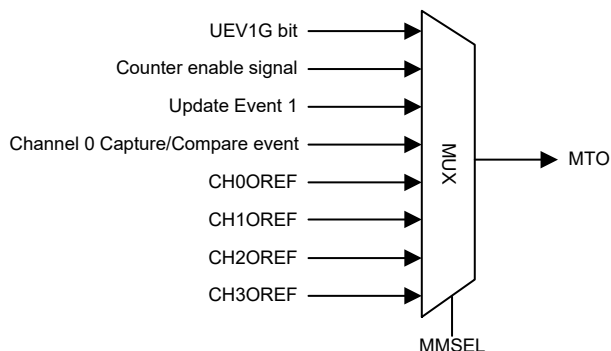 UEV1G bit
Counter enable signal
Update Event 1
Channel 0 Capture/Compare event
CH0OREF
CH1OREF
CH2OREF
CH3OREF
MUX
MTO
MMSEL